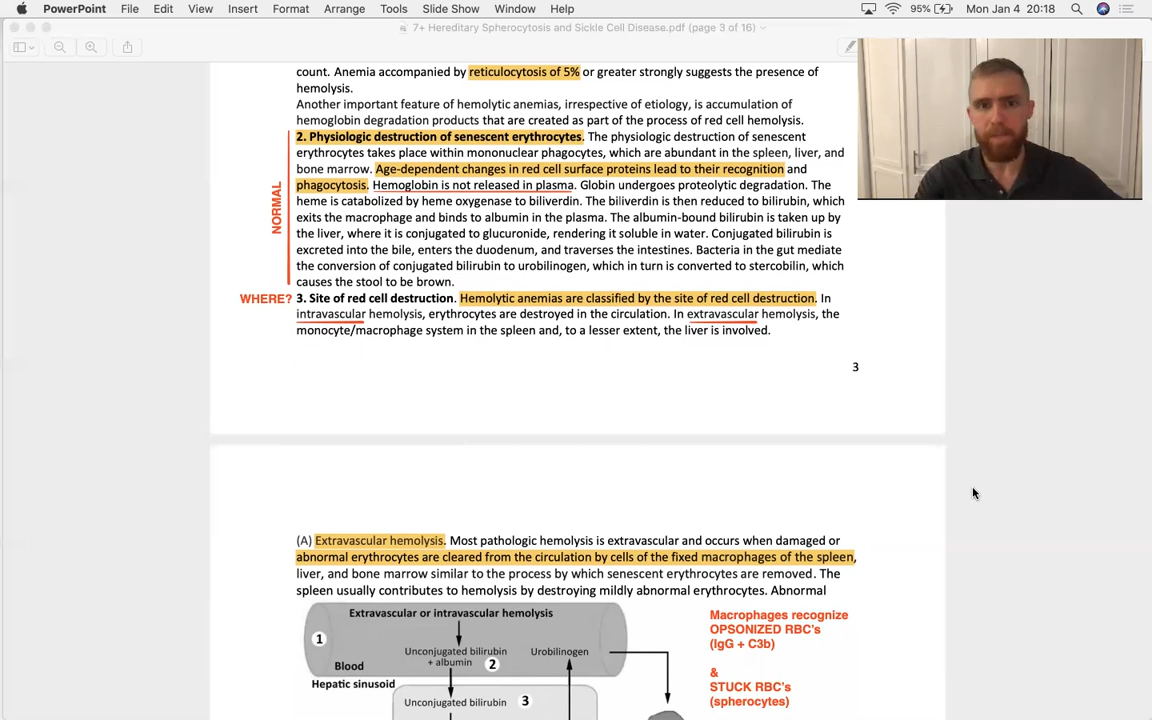 PowerPoint File Edit View Insert Format Arrange Tools Slide Show Window Help 95% Mon Jan 4 20:18
7+ Hereditary Spherocytosis and Sickle Cell Disease.pdf (page 3 of 16)
count. Anemia accompanied by reticulocytosis of 5% or greater strongly suggests the presence of
hemolysis.
Another important feature of hemolytic anemias, irrespective of etiology, is accumulation of
hemoglobin degradation products that are created as part of the process of red cell hemolysis.
2. Physiologic destruction of senescent erythrocytes. The physiologic destruction of senescent
erythrocytes takes place within mononuclear phagocytes, which are abundant in the spleen, liver, and
bone marrow. Age-dependent changes in red cell surface proteins lead to their recognition and
phagocytosis. Hemoglobin is not released in plasma. Globin undergoes proteolytic degradation. The
heme is catabolized by heme oxygenase to biliverdin. The biliverdin is then reduced to bilirubin, which
exits the macrophage and binds to albumin in the plasma. The albumin-bound bilirubin is taken up by
the liver, where it is conjugated to glucuronide, rendering it soluble in water. Conjugated bilirubin is
excreted into the bile, enters the duodenum, and traverses the intestines. Bacteria in the gut mediate
the conversion of conjugated bilirubin to urobilinogen, which in turn is converted to stercobilin, which
causes the stool to be brown.
NORMAL
WHERE? 3. Site of red cell destruction. Hemolytic anemias are classified by the site of red cell destruction. In
intravascular hemolysis, erythrocytes are destroyed in the circulation. In extravascular hemolysis, the
monocyte/macrophage system in the spleen and, to a lesser extent, the liver is involved.
3
(A) Extravascular hemolysis. Most pathologic hemolysis is extravascular and occurs when damaged or
abnormal erythrocytes are cleared from the circulation by cells of the fixed macrophages of the spleen,
liver, and bone marrow similar to the process by which senescent erythrocytes are removed. The
spleen usually contributes to hemolysis by destroying mildly abnormal erythrocytes. Abnormal
Extravascular or intravascular hemolysis
1
Unconjugated bilirubin
+ albumin 2
Urobilinogen
Blood
Hepatic sinusoid
Unconjugated bilirubin 3
Macrophages recognize
OPSONIZED RBC's
(IgG + C3b)
&
STUCK RBC's
(spherocytes)